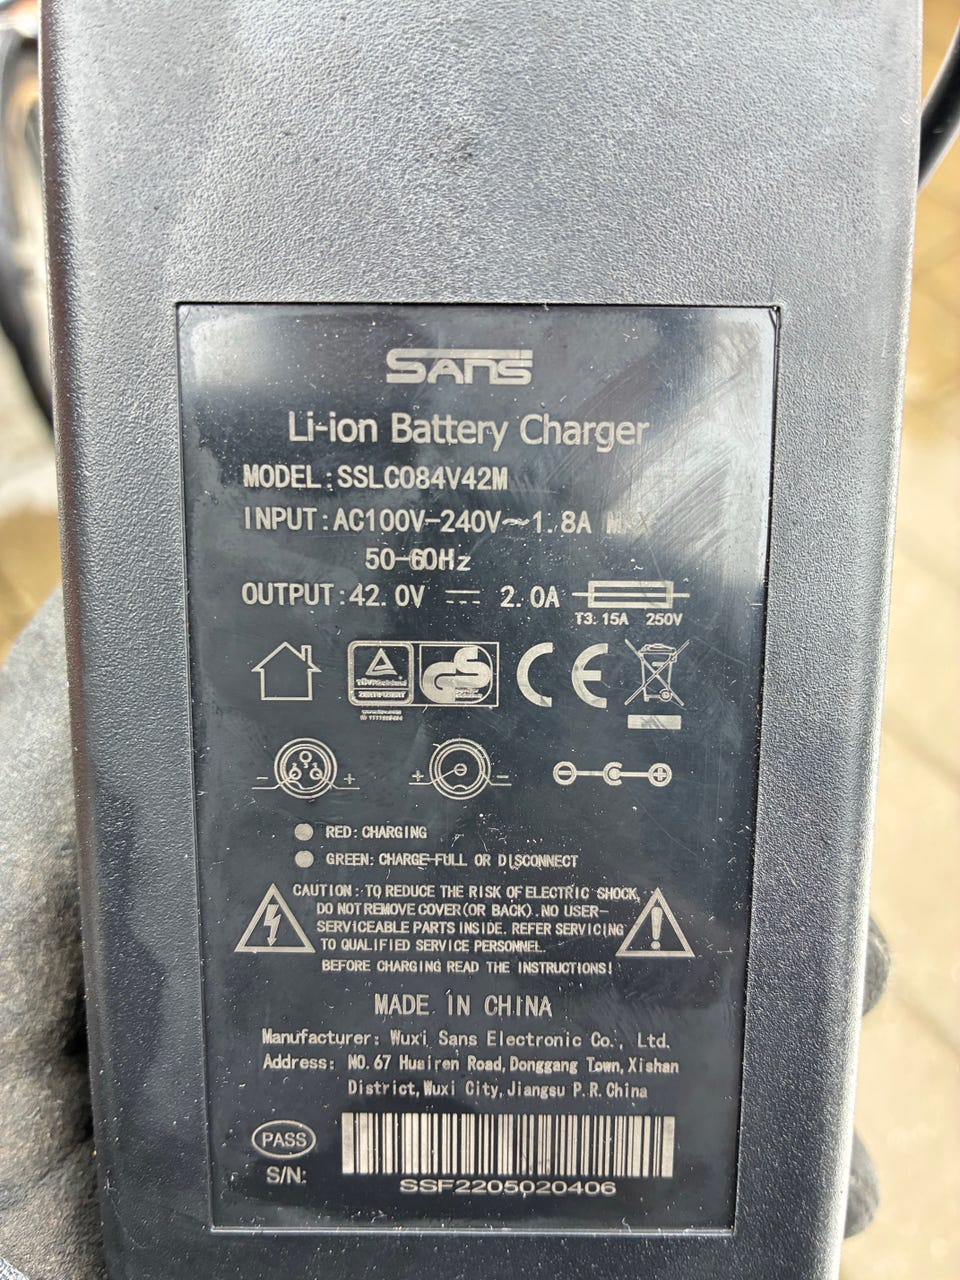 SANS
Li-ion Battery Charger
MODEL:SSLC084V42M
INPUT:AC100V-240V～1.8A
50-60Hz
OUTPUT:42.0V ⎓ 2.0A
T3.15A 250V
TÜVRheinland
ZERTIFIZIERT
GS
CE
- +
+ -
- C +
RED: CHARGING
GREEN: CHARGE-FULL OR DISCONNECT
CAUTION: TO REDUCE THE RISK OF ELECTRIC SHOCK,
DO NOT REMOVE COVER(OR BACK). NO USER-
SERVICEABLE PARTS INSIDE. REFER SERVICING
TO QUALIFIED SERVICE PERSONNEL.
BEFORE CHARGING READ THE INSTRUCTIONS!
MADE IN CHINA
Manufacturer: Wuxi Sans Electronic Co., Ltd.
Address: NO.67 Huairen Road,Donggang Town,Xishan
District,Wuxi City,Jiangsu P.R.China
PASS
S/N:
SSF2205020406